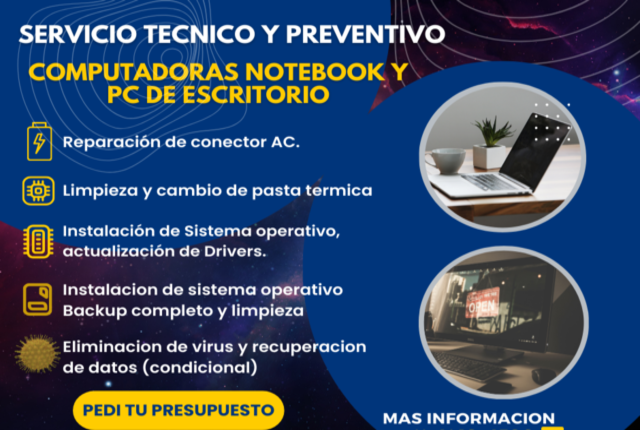 SERVICIO TECNICO Y PREVENTIVO
COMPUTADORAS NOTEBOOK Y
PC DE ESCRITORIO
Reparación de conector AC.
Limpieza y cambio de pasta termica
Instalación de Sistema operativo,
actualización de Drivers.
Instalacion de sistema operativo
Backup completo y limpieza
Eliminacion de virus y recuperacion
de datos (condicional)
OPEN
PEDI TU PRESUPUESTO
MAS INFORMACION